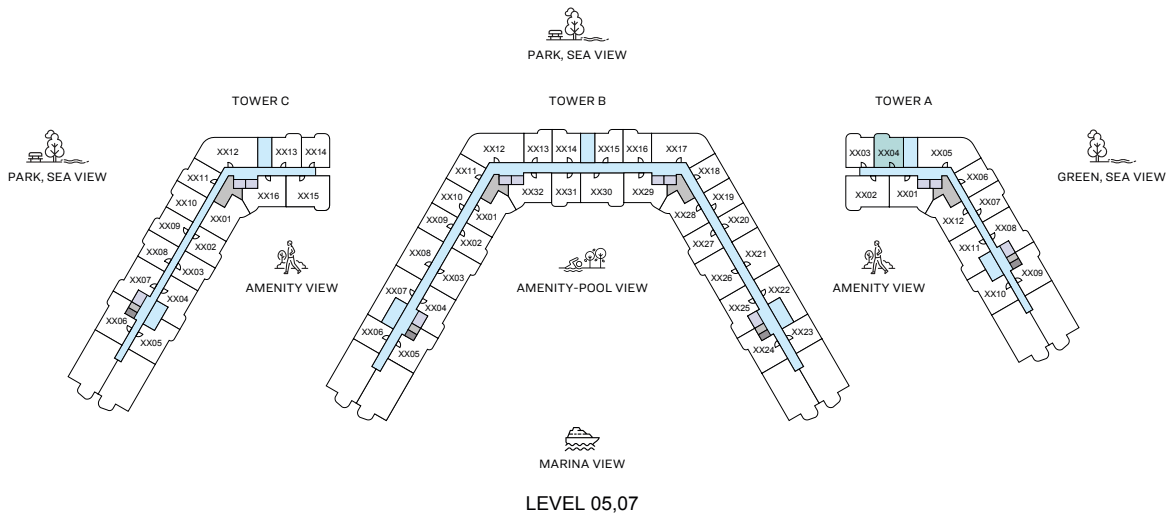 PARK, SEA VIEW
TOWER C
TOWER B
TOWER A
PARK, SEA VIEW
GREEN, SEA VIEW
XX12
XX13
XX14
XX11
XX10
XX09
XX08
XX07
XX06
XX01
XX02
XX03
XX04
XX05
XX16
XX15
XX12
XX13
XX14
XX15
XX16
XX17
XX11
XX10
XX09
XX08
XX07
XX06
XX01
XX02
XX03
XX04
XX05
XX32
XX31
XX30
XX29
XX28
XX27
XX26
XX25
XX24
XX18
XX19
XX20
XX21
XX22
XX23
XX03
XX04
XX05
XX02
XX01
XX06
XX07
XX08
XX09
XX12
XX11
XX10
AMENITY VIEW
AMENITY-POOL VIEW
AMENITY VIEW
MARINA VIEW
LEVEL 05,07